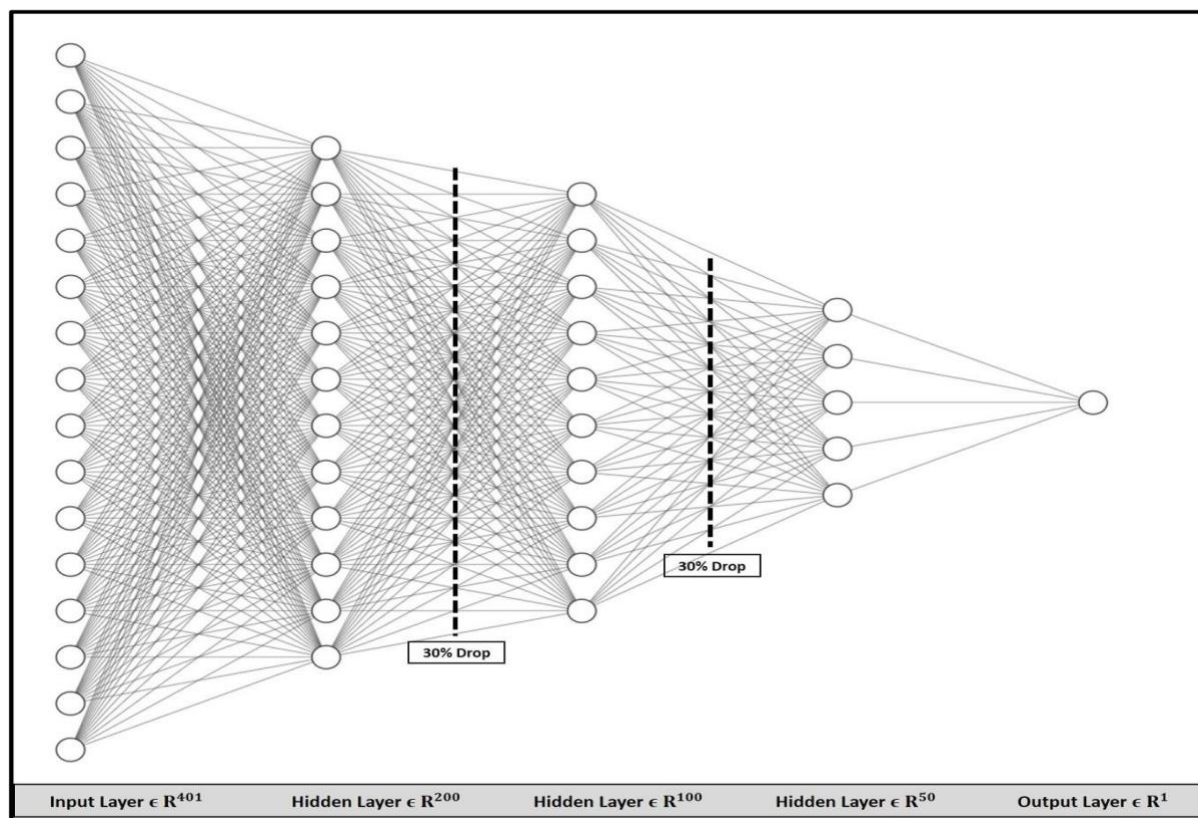 30% Drop
30% Drop
Input Layer ϵ R⁴⁰¹ Hidden Layer ϵ R²⁰⁰ Hidden Layer ϵ R¹⁰⁰ Hidden Layer ϵ R⁵⁰ Output Layer ϵ R¹